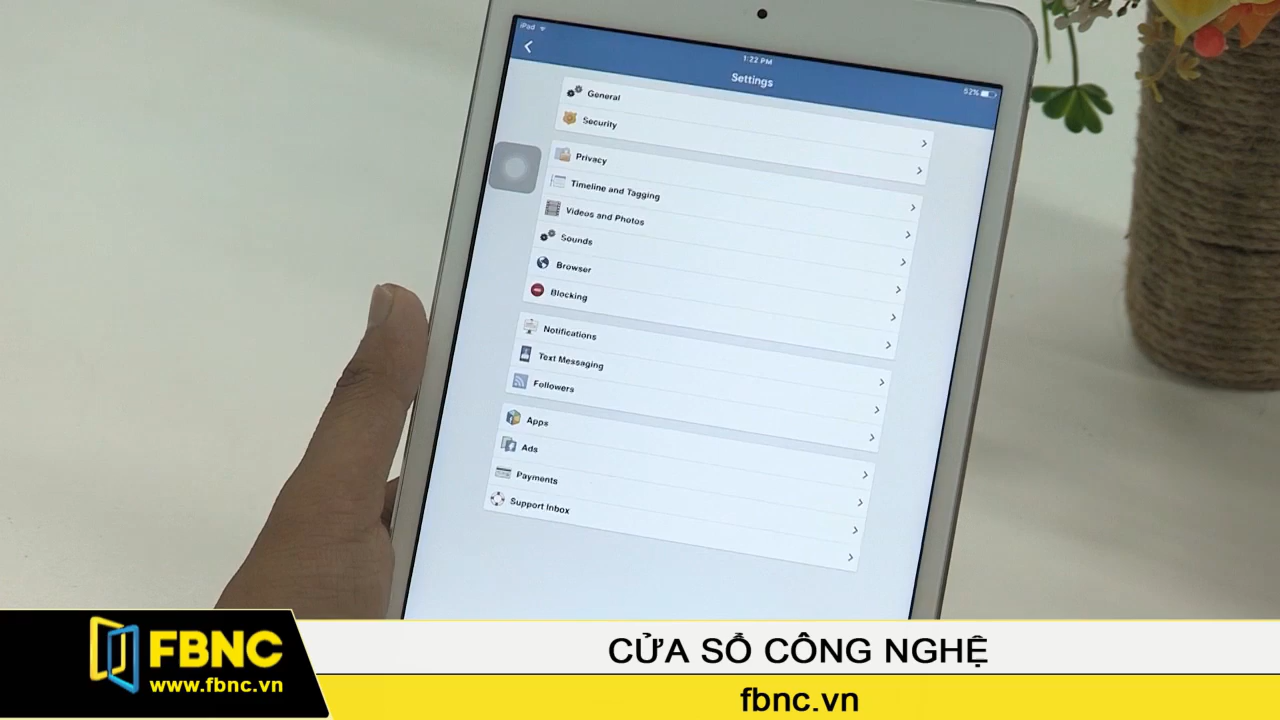 iPad
1:22 PM
52%
Settings
General
Security
Privacy
Timeline and Tagging
Videos and Photos
Sounds
Browser
Blocking
Notifications
Text Messaging
Followers
Apps
Ads
Payments
Support Inbox
FBNC
www.fbnc.vn
CỬA SỔ CÔNG NGHỆ
fbnc.vn